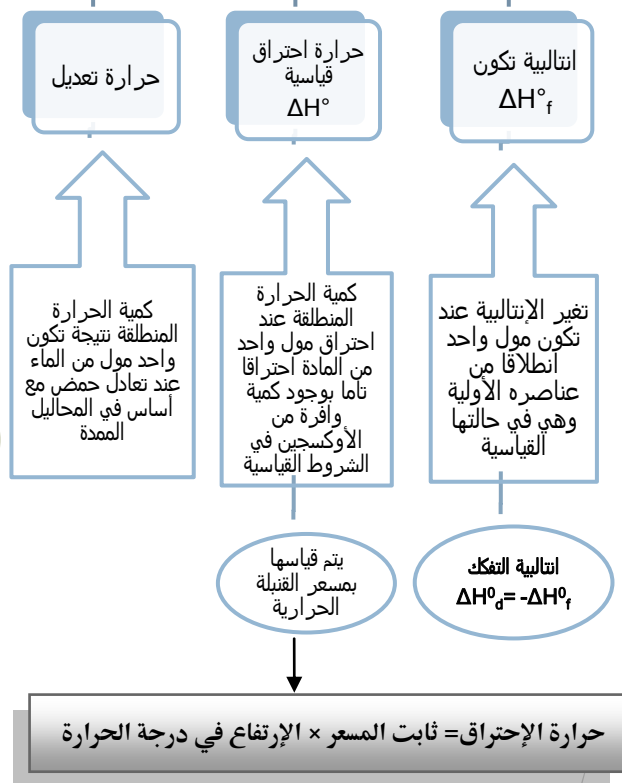 انتالبية تكون
ΔH°f
حرارة احتراق
قياسية
ΔH°
حرارة تعديل
تغير الإنتالبية عند
تكون مول واحد
انطلاقا من
عناصره الأولية
وهي في حالتها
القياسية
كمية الحرارة
المنطلقة عند
احتراق مول واحد
من المادة احتراقا
تاما بوجود كمية
وافرة من
الأوكسجين في
الشروط القياسية
كمية الحرارة
المنطلقة نتيجة تكون
واحد مول من الماء
عند تعادل حمض مع
أساس في المحاليل
الممدة
انتالبية التفكك
ΔH⁰d= -ΔH⁰f
يتم قياسها
بمسعر القنبلة
الحرارية
حرارة الإحتراق= ثابت المسعر × الإرتفاع في درجة الحرارة